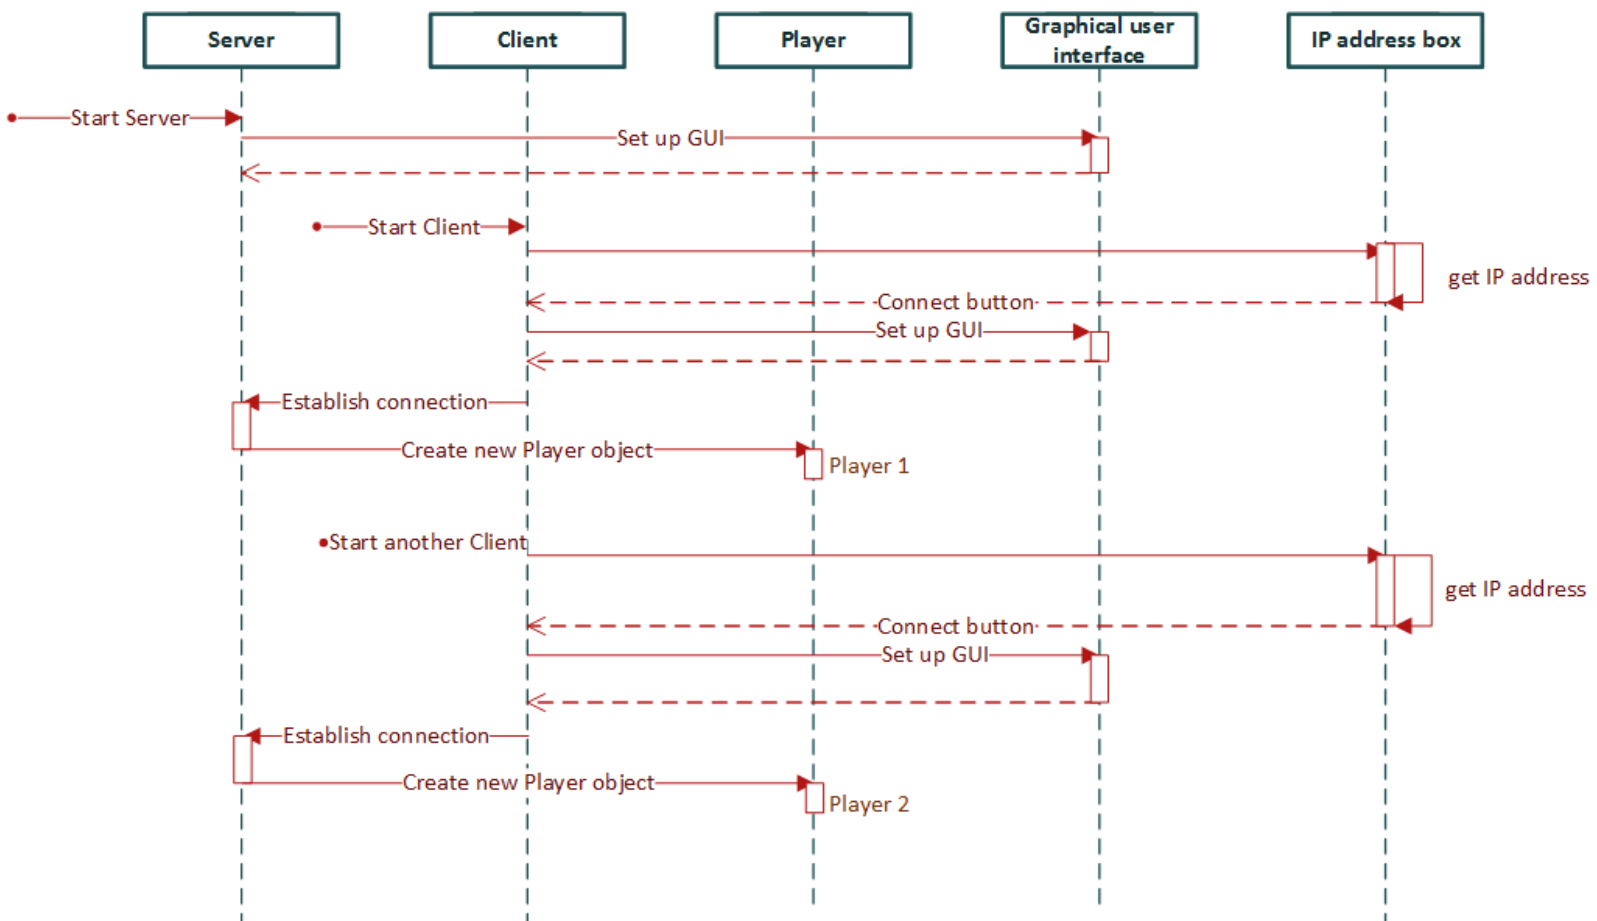 Server
Client
Player
Graphical user
interface
IP address box
Start Server
Set up GUI
Start Client
get IP address
Connect button
Set up GUI
Establish connection
Create new Player object
Player 1
Start another Client
get IP address
Connect button
Set up GUI
Establish connection
Create new Player object
Player 2